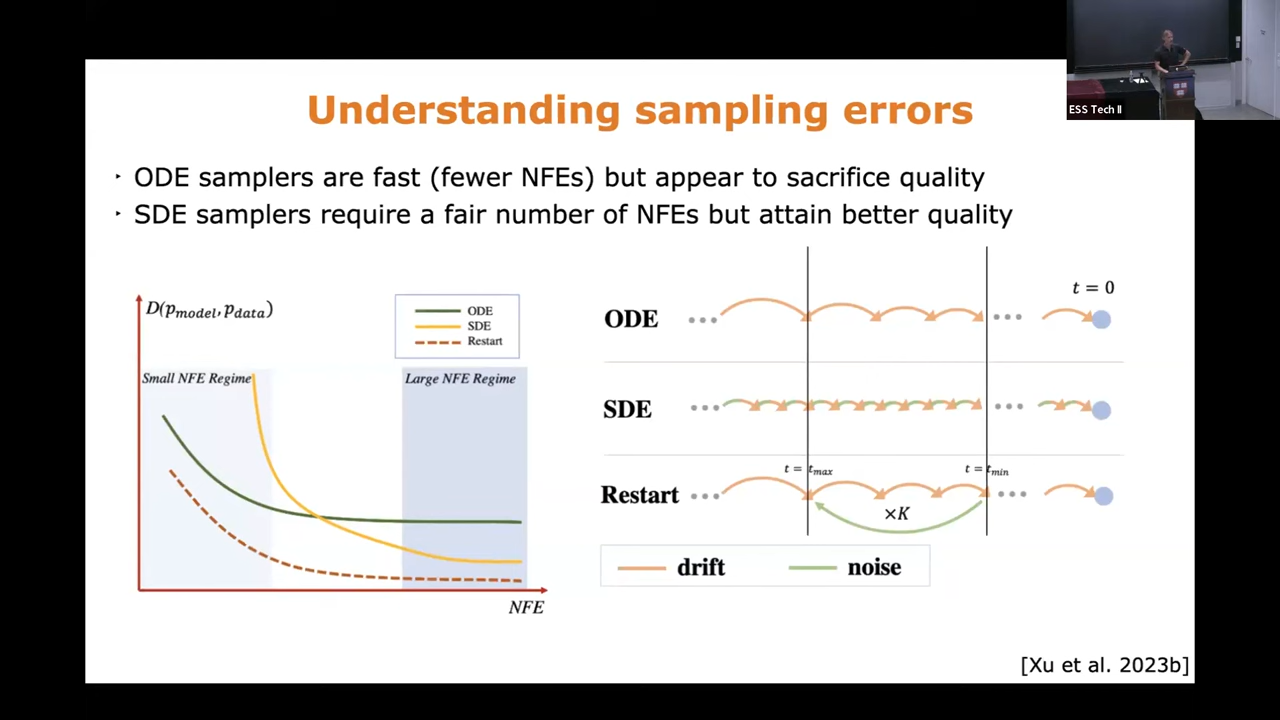 ESS Tech II
Understanding sampling errors
‣ ODE samplers are fast (fewer NFEs) but appear to sacrifice quality
‣ SDE samplers require a fair number of NFEs but attain better quality
D(p_model, p_data)
ODE
SDE
Restart
Small NFE Regime
Large NFE Regime
NFE
t = 0
ODE
...
...
SDE
...
...
t = t_max
t = t_min
Restart
...
...
×K
drift
noise
[Xu et al. 2023b]